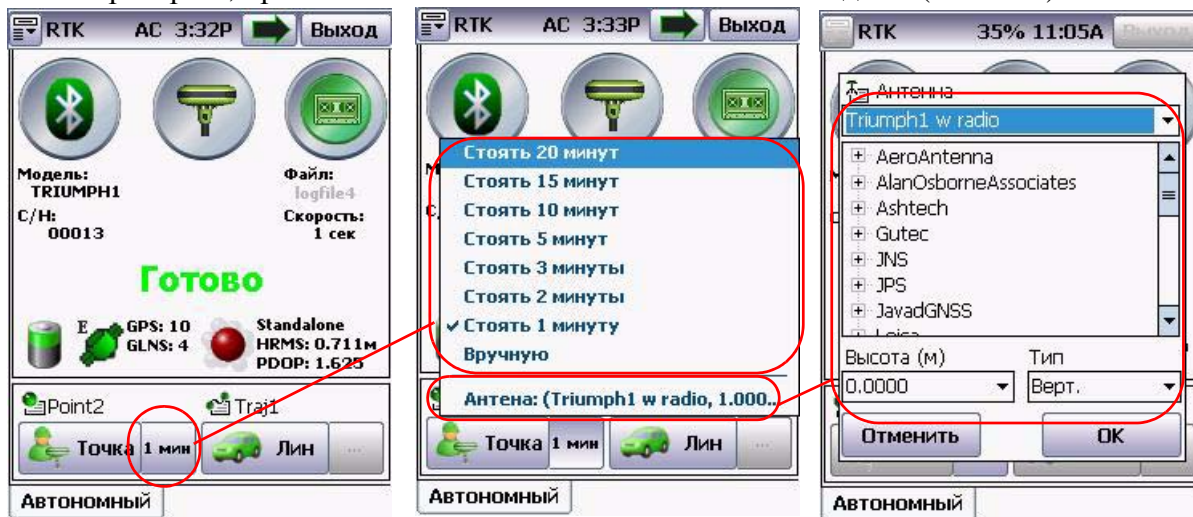 RTK AC 3:32P Выход
Модель:
TRIUMPH1
С/Н:
00013
Файл:
logfile4
Скорость:
1 сек
Готово
E GPS: 10
GLNS: 4
Standalone
HRMS: 0.711м
PDOP: 1.625
Point2 Traj1
Точка 1 мин Лин ...
Автономный
RTK AC 3:33P Выход
Стоять 20 минут
Стоять 15 минут
Стоять 10 минут
Стоять 5 минут
Стоять 3 минуты
Стоять 2 минуты
Стоять 1 минуту
Вручную
Антена: (Triumph1 w radio, 1.000..
Точка 1 мин Лин ...
Автономный
RTK 35% 11:05A Выход
Антенна
Triumph1 w radio
AeroAntenna
AlanOsborneAssociates
Ashtech
Gutec
JNS
JPS
JavadGNSS
Leica
Высота (м) Тип
0.0000 Верт.
Отменить OK
Автономный